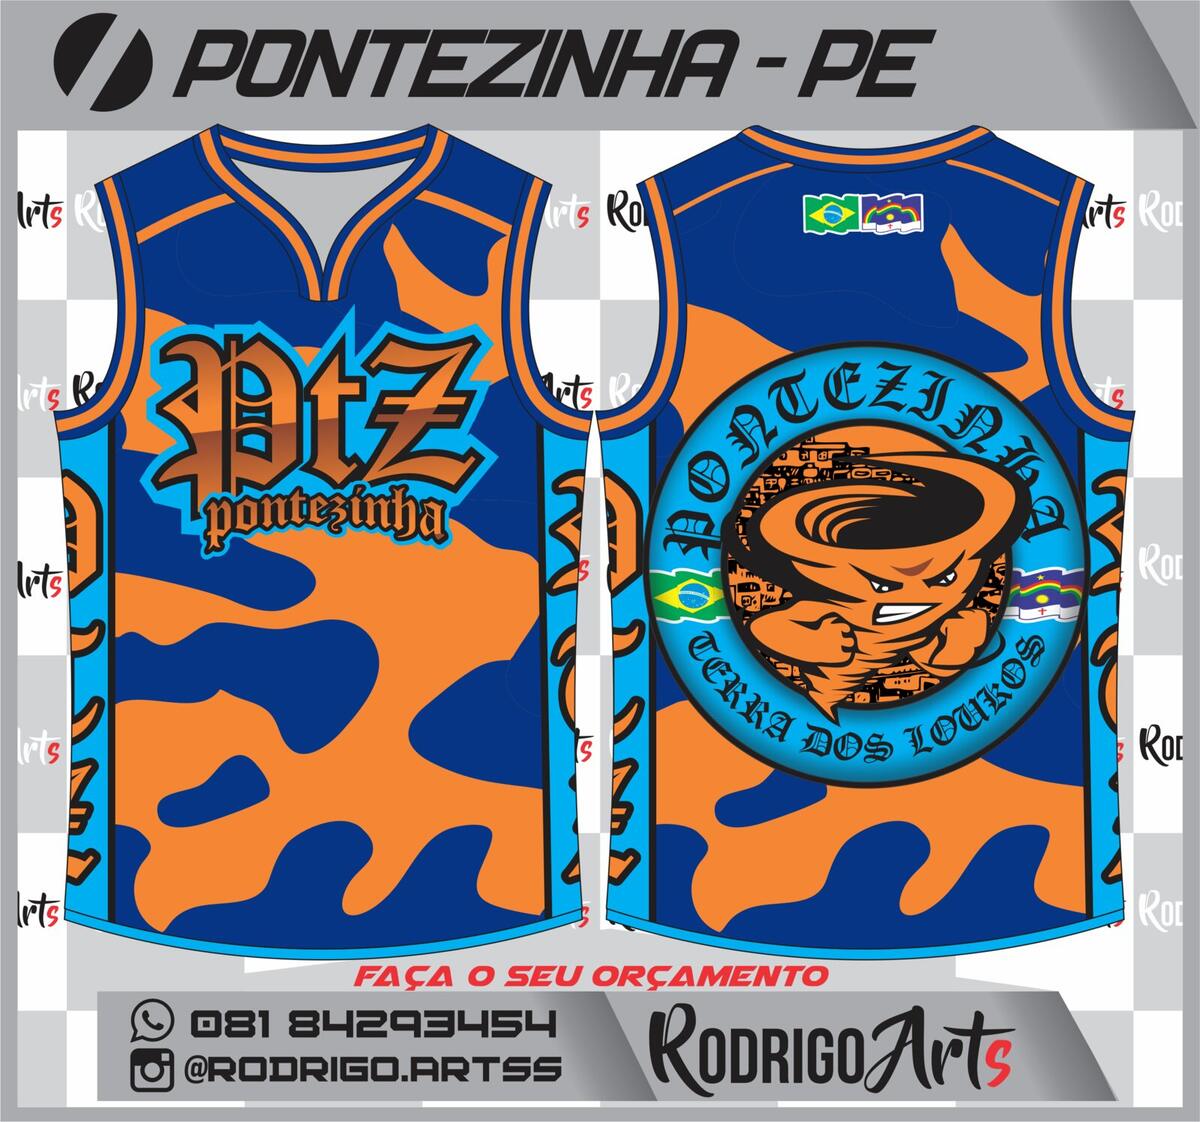 PONTEZINHA - PE
PtZ
pontezinha
PONTEZINHA
TERRA DOS LOUKOS
FAÇA O SEU ORÇAMENTO
081 84293454
@RODRIGO.ARTSS
RODRIGOArts